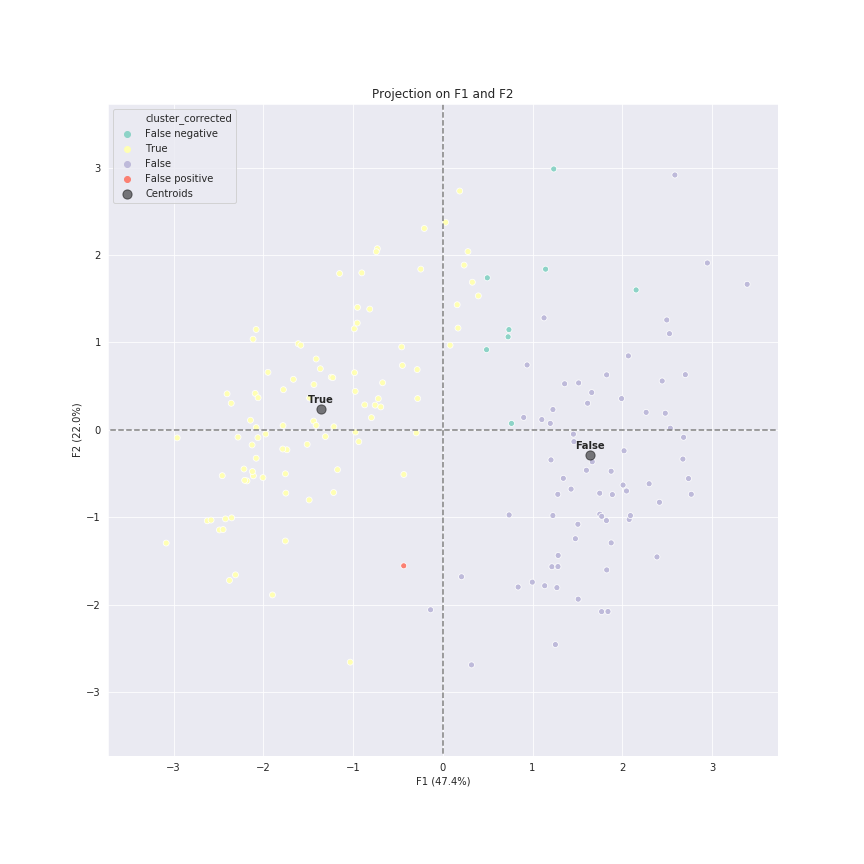 Projection on F1 and F2
cluster_corrected
False negative
True
False
False positive
Centroids
3
2
1
0
−1
−2
−3
F2 (22.0%)
True
False
−3
−2
−1
0
1
2
3
F1 (47.4%)